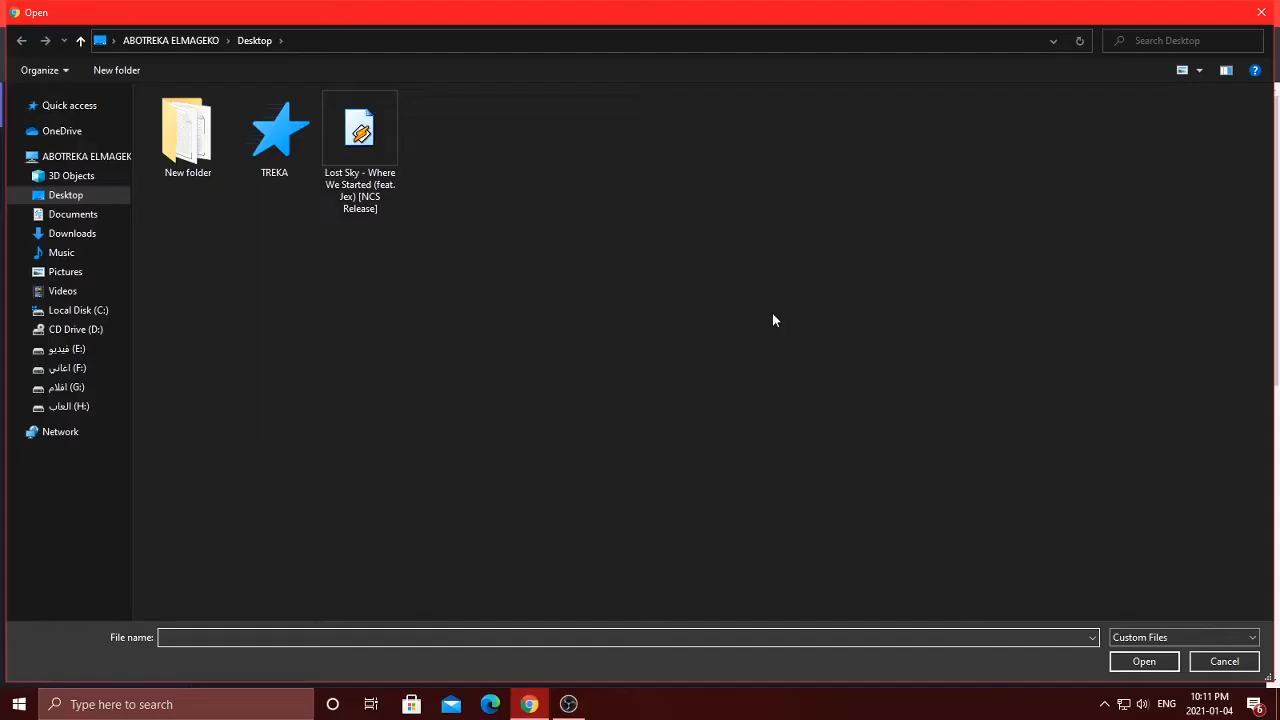 Open
ABOTREKA ELMAGEKO
Desktop
Search Desktop
Organize
New folder
Quick access
OneDrive
ABOTREKA ELMAGEK
3D Objects
Desktop
Documents
Downloads
Music
Pictures
Videos
Local Disk (C:)
CD Drive (D:)
فيديو (E:)
اغاني (F:)
افلام (G:)
العاب (H:)
Network
New folder
TREKA
Lost Sky - Where
We Started (feat.
Jex) [NCS
Release]
File name:
Custom Files
Open
Cancel
Type here to search
ENG
10:11 PM
2021-01-04
6